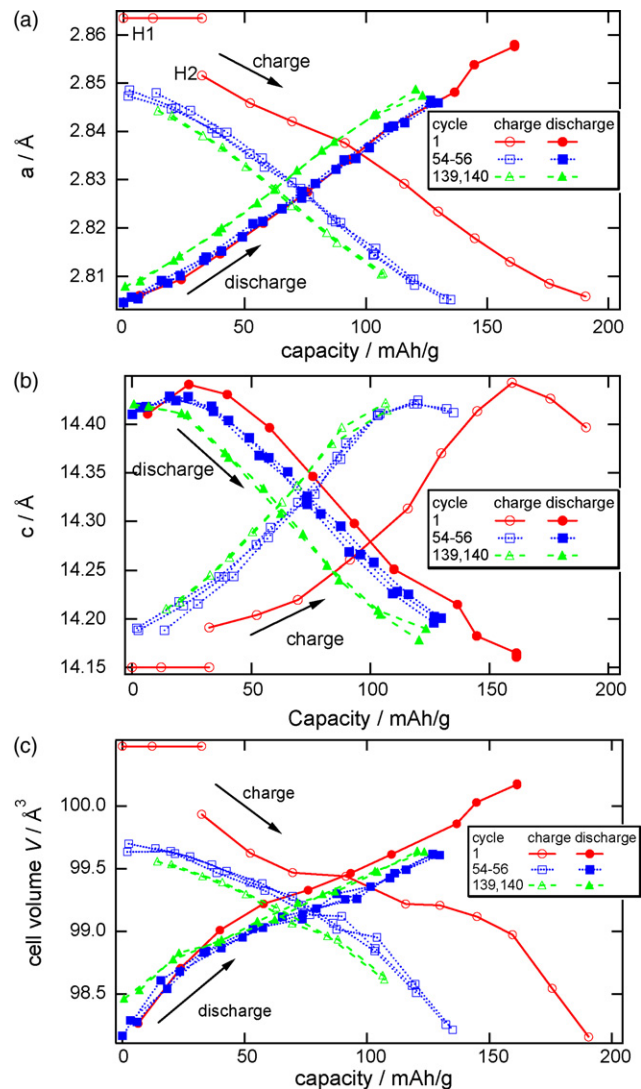 (a)
2.86
2.85
2.84
2.83
2.82
2.81
a / Å
H1
H2
charge
discharge
cycle charge discharge
1
54-56
139,140
0 50 100 150 200
capacity / mAh/g
(b)
14.40
14.35
14.30
14.25
14.20
14.15
c / Å
discharge
charge
cycle charge discharge
1
54-56
139,140
0 50 100 150 200
Capacity / mAh/g
(c)
100.0
99.5
99.0
98.5
cell volume V / Å³
charge
discharge
cycle charge discharge
1
54-56
139,140
0 50 100 150 200
capacity / mAh/g